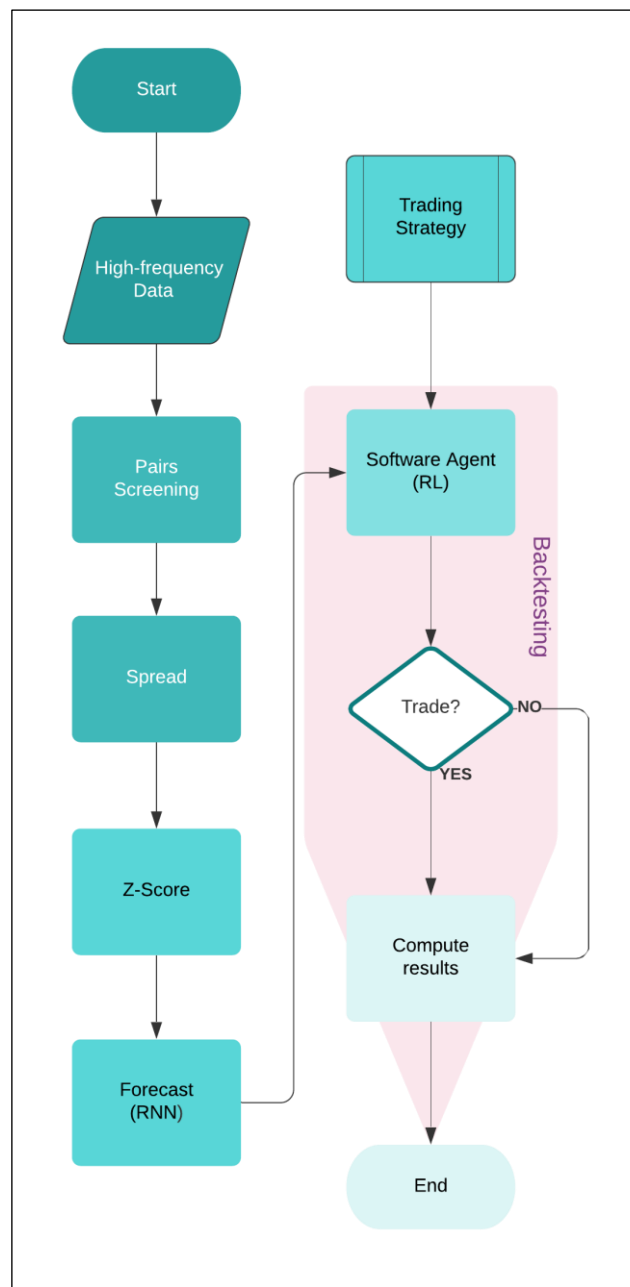 Start
High-frequency
Data
Pairs
Screening
Spread
Z-Score
Forecast
(RNN)
Trading
Strategy
Software Agent
(RL)
Backtesting
Trade?
NO
YES
Compute
results
End